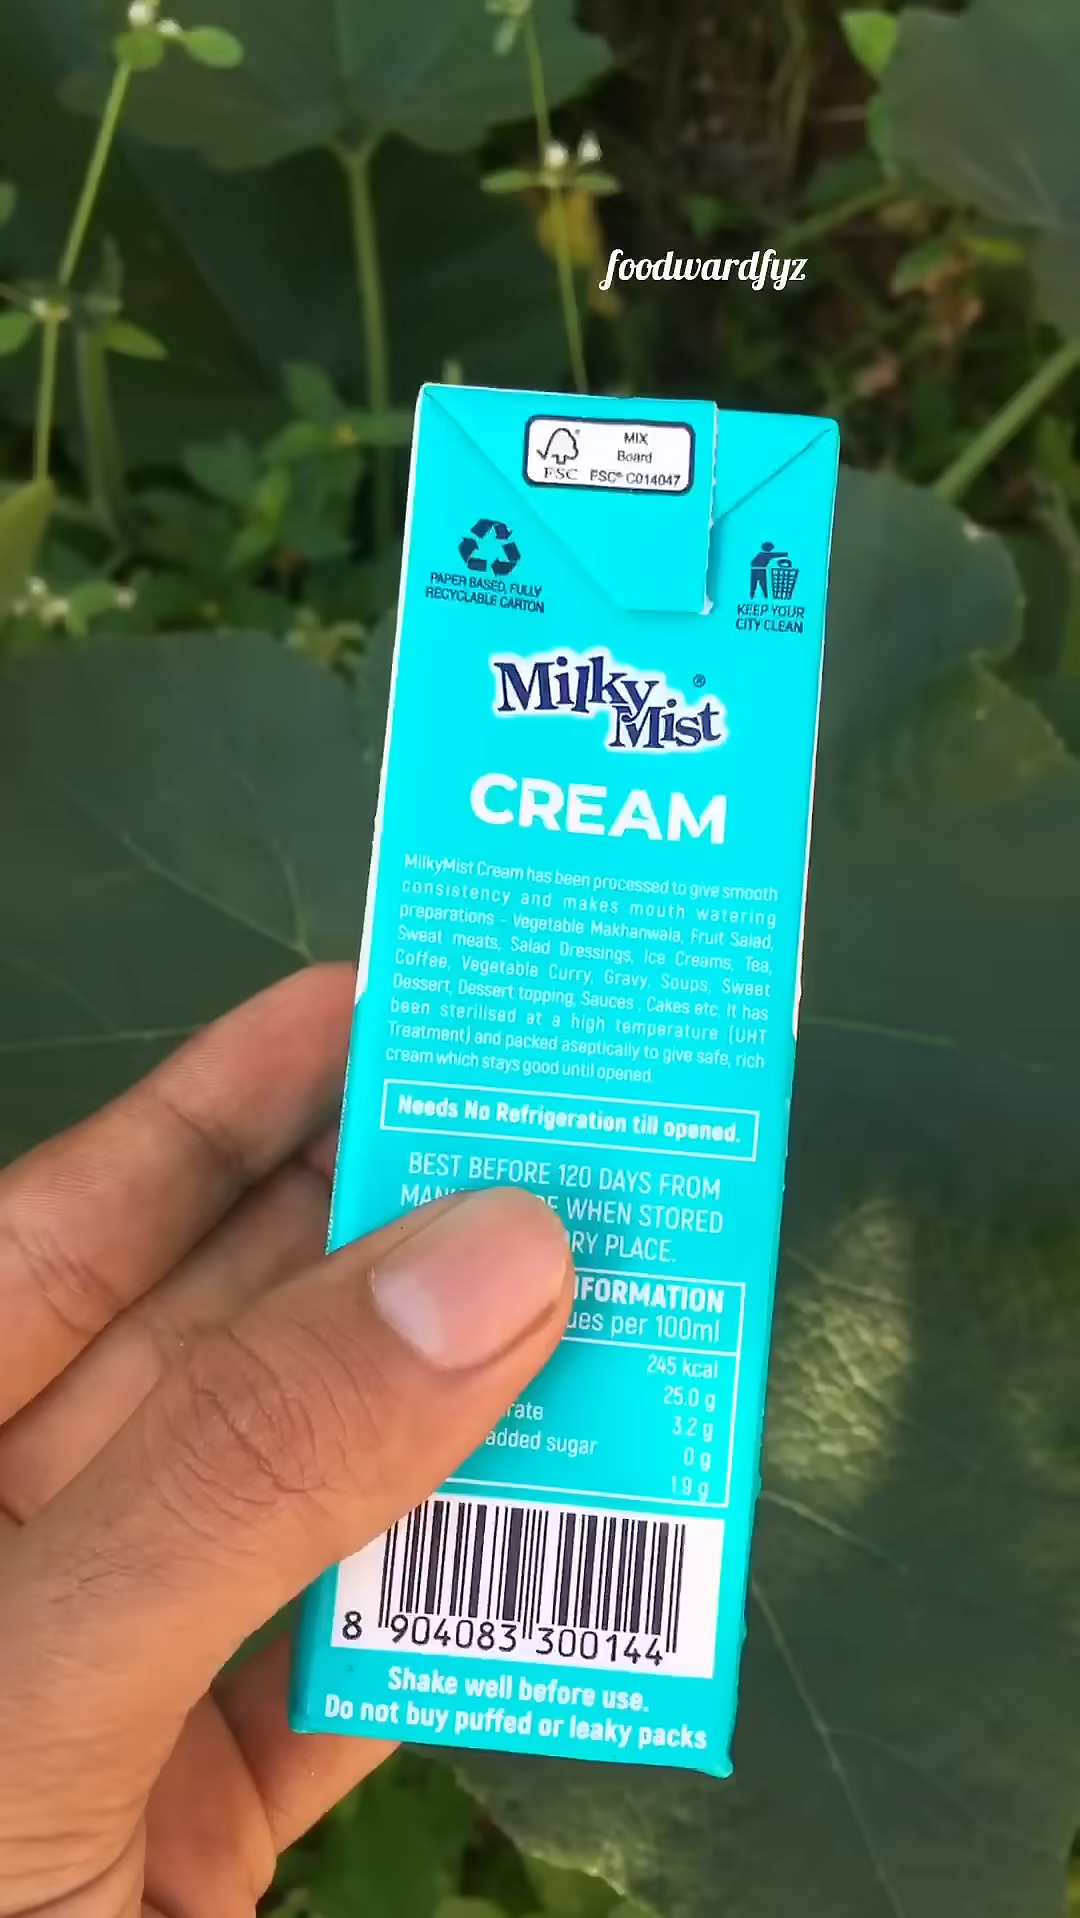 foodwardfyz
MIX
Board
FSC FSC® C014047
PAPER BASED, FULLY
RECYCLABLE CARTON
KEEP YOUR
CITY CLEAN
Milky
Mist ®
CREAM
MilkyMist Cream has been processed to give smooth
consistency and makes mouth watering
preparations - Vegetable Makhanwala, Fruit Salad,
Sweat meats, Salad Dressings, Ice Creams, Tea,
Coffee, Vegetable Curry, Gravy, Soups, Sweet
Dessert, Dessert topping, Sauces, Cakes etc. It has
been sterilised at a high temperature (UHT
Treatment) and packed aseptically to give safe, rich
cream which stays good until opened.
Needs No Refrigeration till opened.
BEST BEFORE 120 DAYS FROM
WHEN STORED
PLACE.
per 100ml
245 kcal
25.0 g
3.2 g
added sugar 0 g
1.9 g
8 904083 300144
Shake well before use.
Do not buy puffed or leaky packs